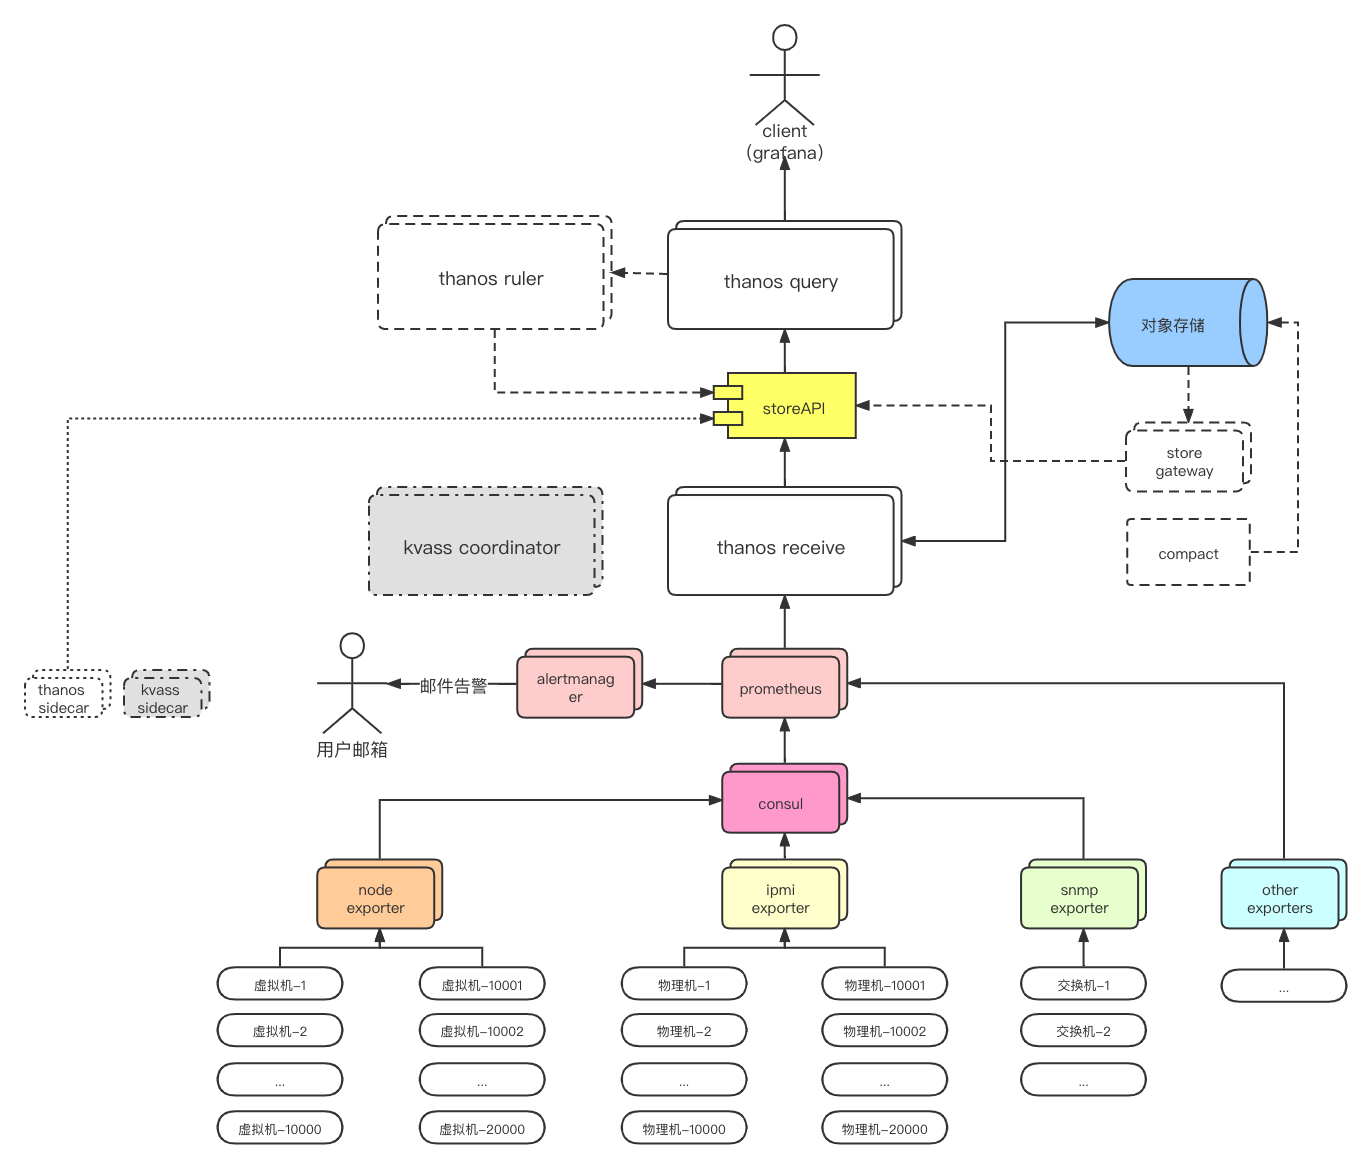 client
(grafana)
thanos ruler
thanos query
对象存储
storeAPI
store
gateway
kvass coordinator
thanos receive
compact
thanos
sidecar
kvass
sidecar
邮件告警
alertmanag
er
prometheus
用户邮箱
consul
node
exporter
ipmi
exporter
snmp
exporter
other
exporters
虚拟机-1
虚拟机-10001
物理机-1
物理机-10001
交换机-1
...
虚拟机-2
虚拟机-10002
物理机-2
物理机-10002
交换机-2
...
...
...
...
...
虚拟机-10000
虚拟机-20000
物理机-10000
物理机-20000